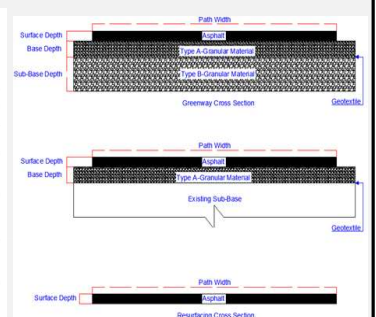 Path Width
Surface Depth
Asphalt
Base Depth
Type A-Granular Material
Sub-Base Depth
Type B-Granular Material
Greenway Cross Section
Geotextile
Path Width
Surface Depth
Asphalt
Base Depth
Type A-Granular Material
Existing Sub-Base
Geotextile
Path Width
Surface Depth
Asphalt
Resurfacing Cross Section